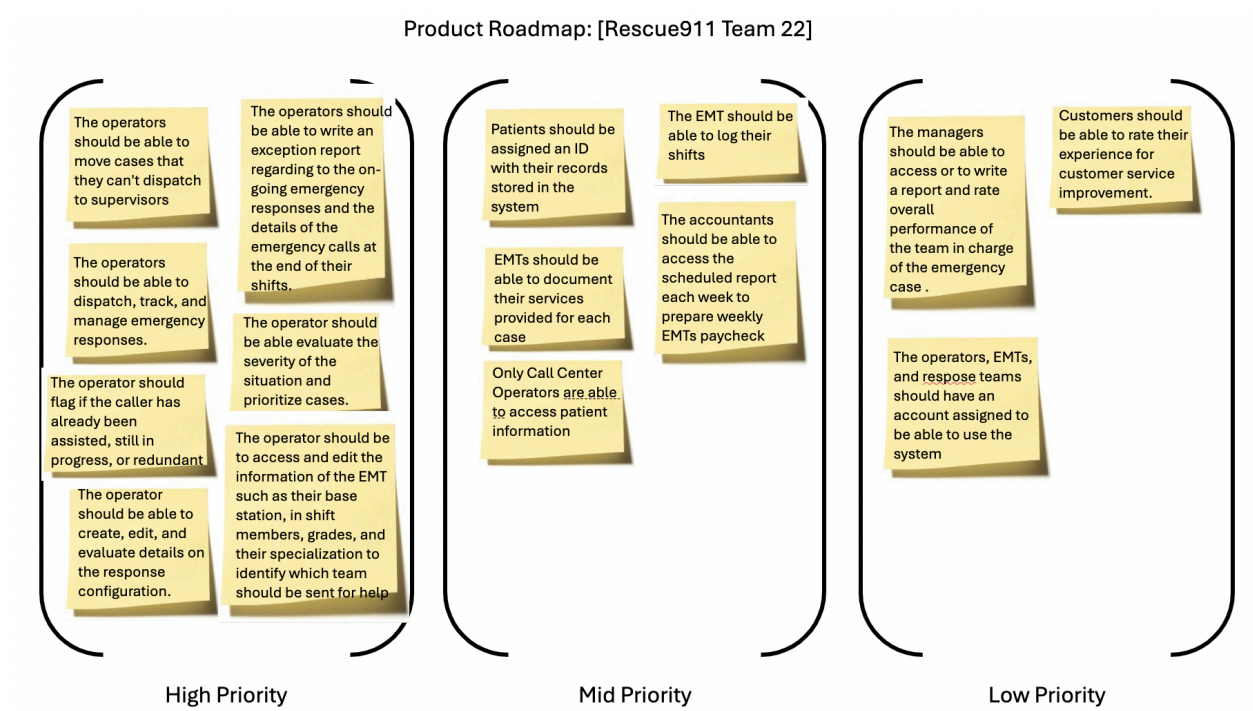 Product Roadmap: [Rescue911 Team 22]
The operators
should be able to
move cases that
they can't dispatch
to supervisors
The operators
should be able to
dispatch, track, and
manage emergency
responses.
The operator should
flag if the caller has
already been
assisted, still in
progress, or redundant
The operator
should be able to
create, edit, and
evaluate details on
the response
configuration.
The operators should
be able to write an
exception report
regarding to the on-
going emergency
responses and the
details of the
emergency calls at
the end of their
shifts.
The operator should
be able evaluate the
severity of the
situation and
prioritize cases.
The operator should be
to access and edit the
information of the EMT
such as their base
station, in shift
members, grades, and
their specialization to
identify which team
should be sent for help
High Priority
Patients should be
assigned an ID
with their records
stored in the
system
EMTs should be
able to document
their services
provided for each
case
Only Call Center
Operators are able
to access patient
information
The EMT should be
able to log their
shifts
The accountants
should be able to
access the
scheduled report
each week to
prepare weekly
EMTs paycheck
Mid Priority
The managers
should be able to
access or to write
a report and rate
overall
performance of
the team in charge
of the emergency
case .
The operators, EMTs,
and respose teams
should have an
account assigned to
be able to use the
system
Customers should
be able to rate their
experience for
customer service
improvement.
Low Priority